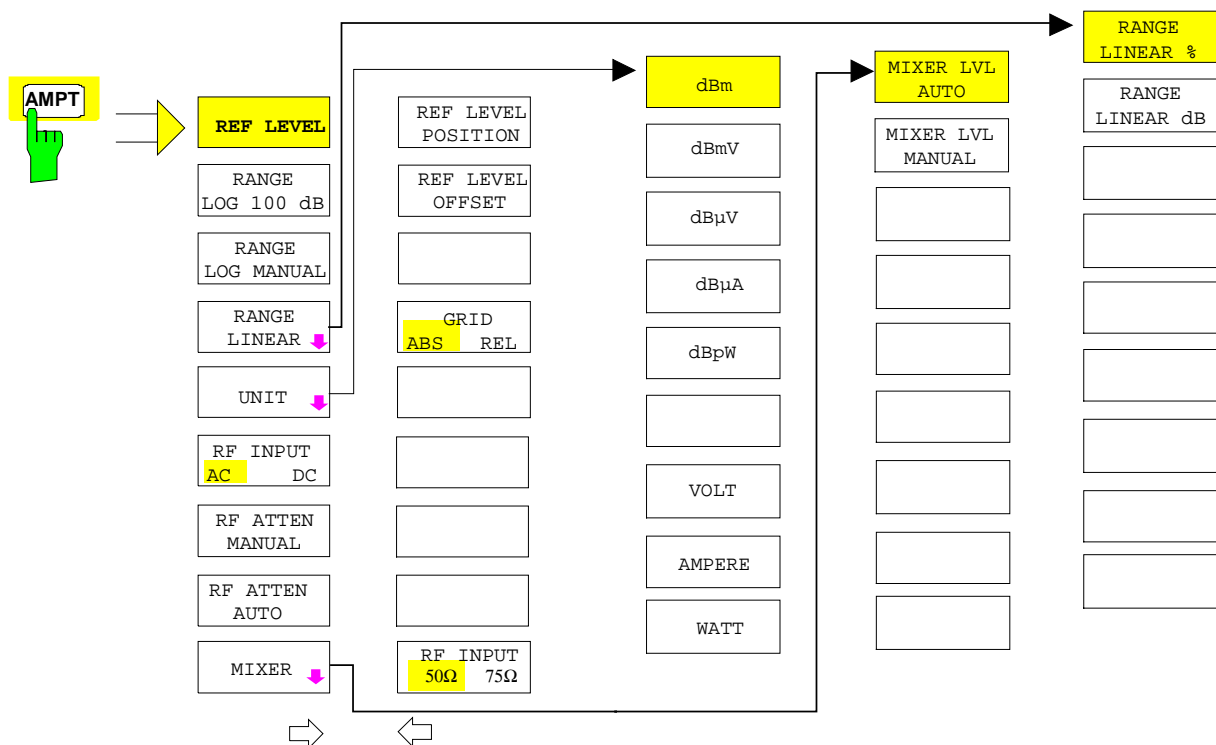 AMPT
REF LEVEL
RANGE
LOG 100 dB
RANGE
LOG MANUAL
RANGE
LINEAR
UNIT
RF INPUT
AC DC
RF ATTEN
MANUAL
RF ATTEN
AUTO
MIXER
REF LEVEL
POSITION
REF LEVEL
OFFSET
GRID
ABS REL
RF INPUT
50Ω 75Ω
dBm
dBmV
dBµV
dBµA
dBpW
VOLT
AMPERE
WATT
MIXER LVL
AUTO
MIXER LVL
MANUAL
RANGE
LINEAR %
RANGE
LINEAR dB